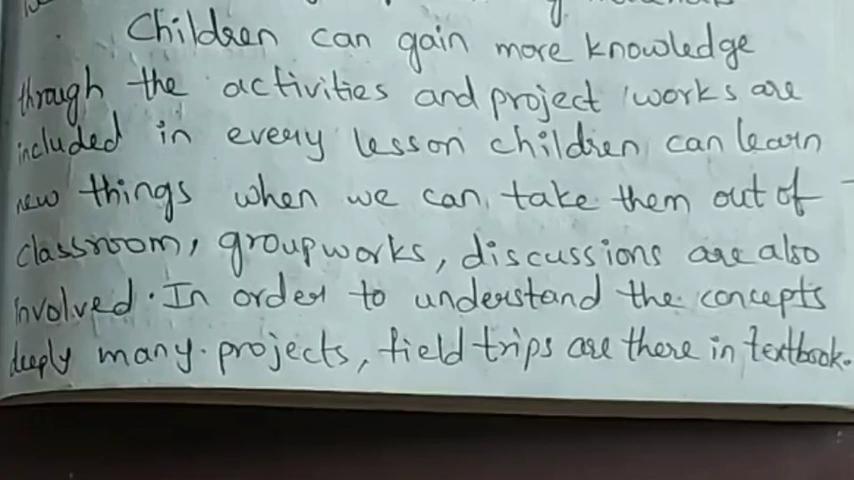 Children can gain more knowledge
through the activities and project works are
included in every lesson children can learn
new things when we can take them out of
classroom, groupworks, discussions are also
involved. In order to understand the concepts
deeply many projects, field trips are there in textbook.